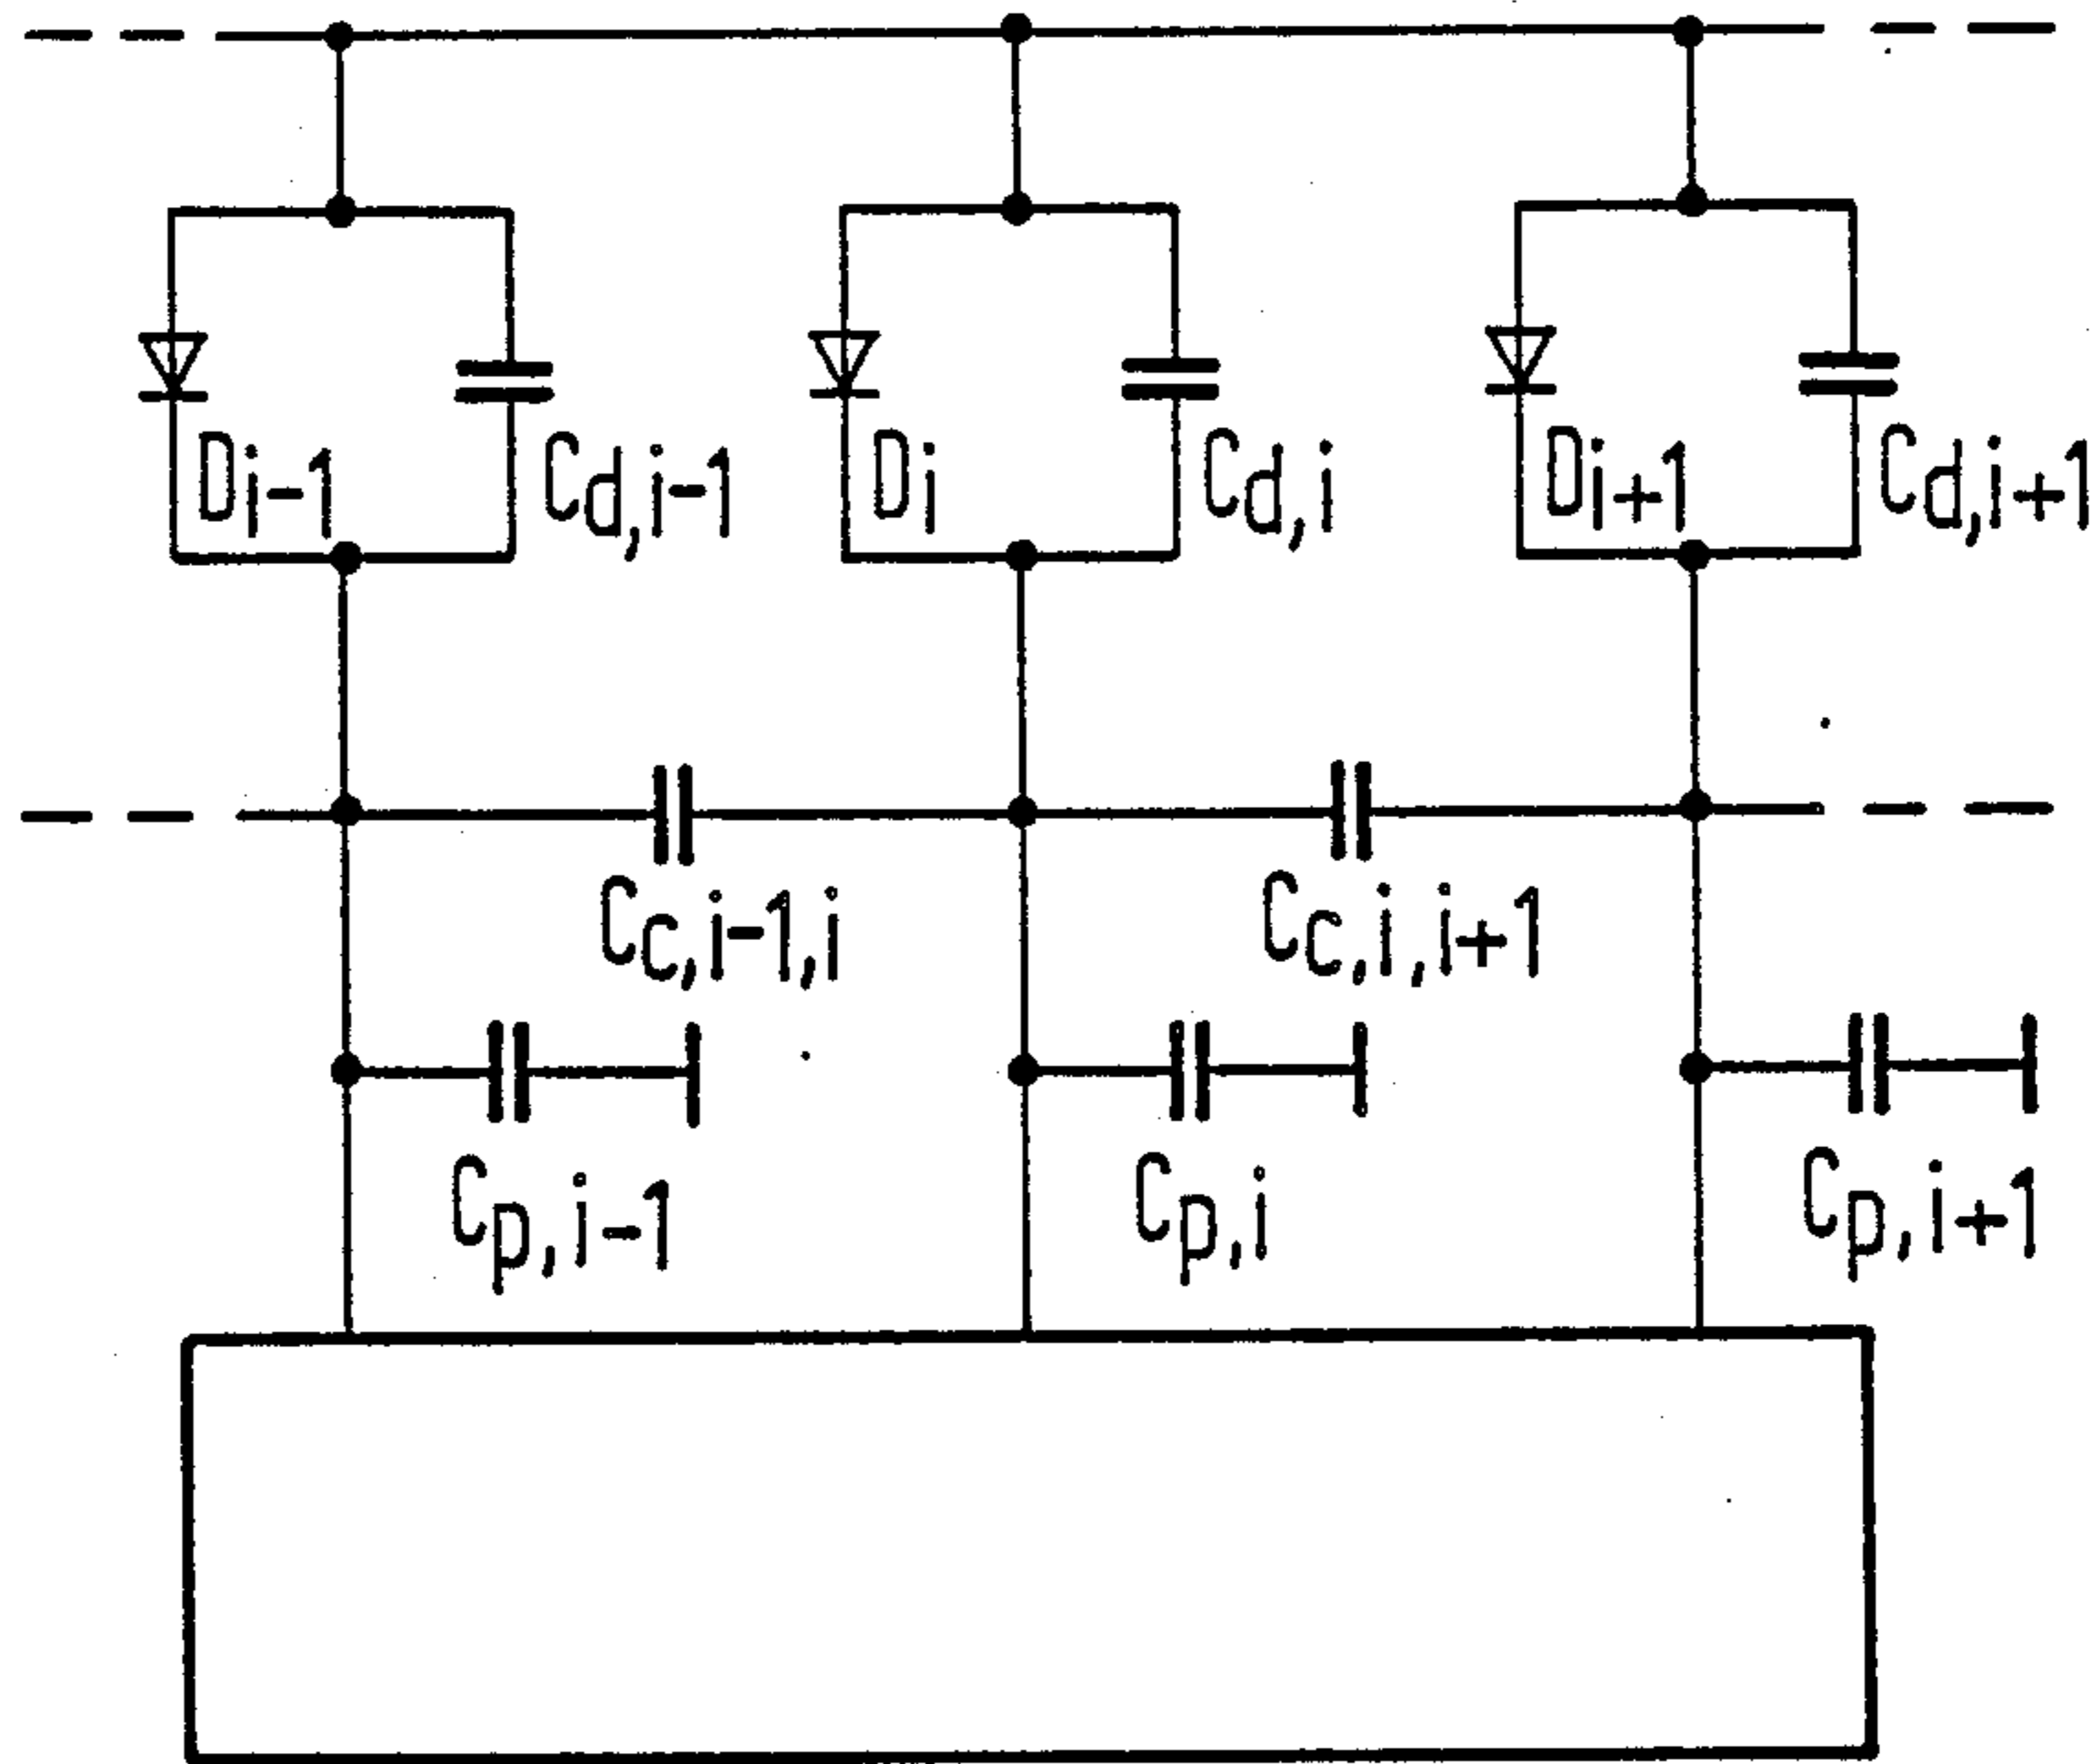 Di-1 Cd,i-1 Di Cd,i Di+1 Cd,i+1
Cc,i-1,i Cc,i,i+1
Cp,i-1 Cp,i Cp,i+1